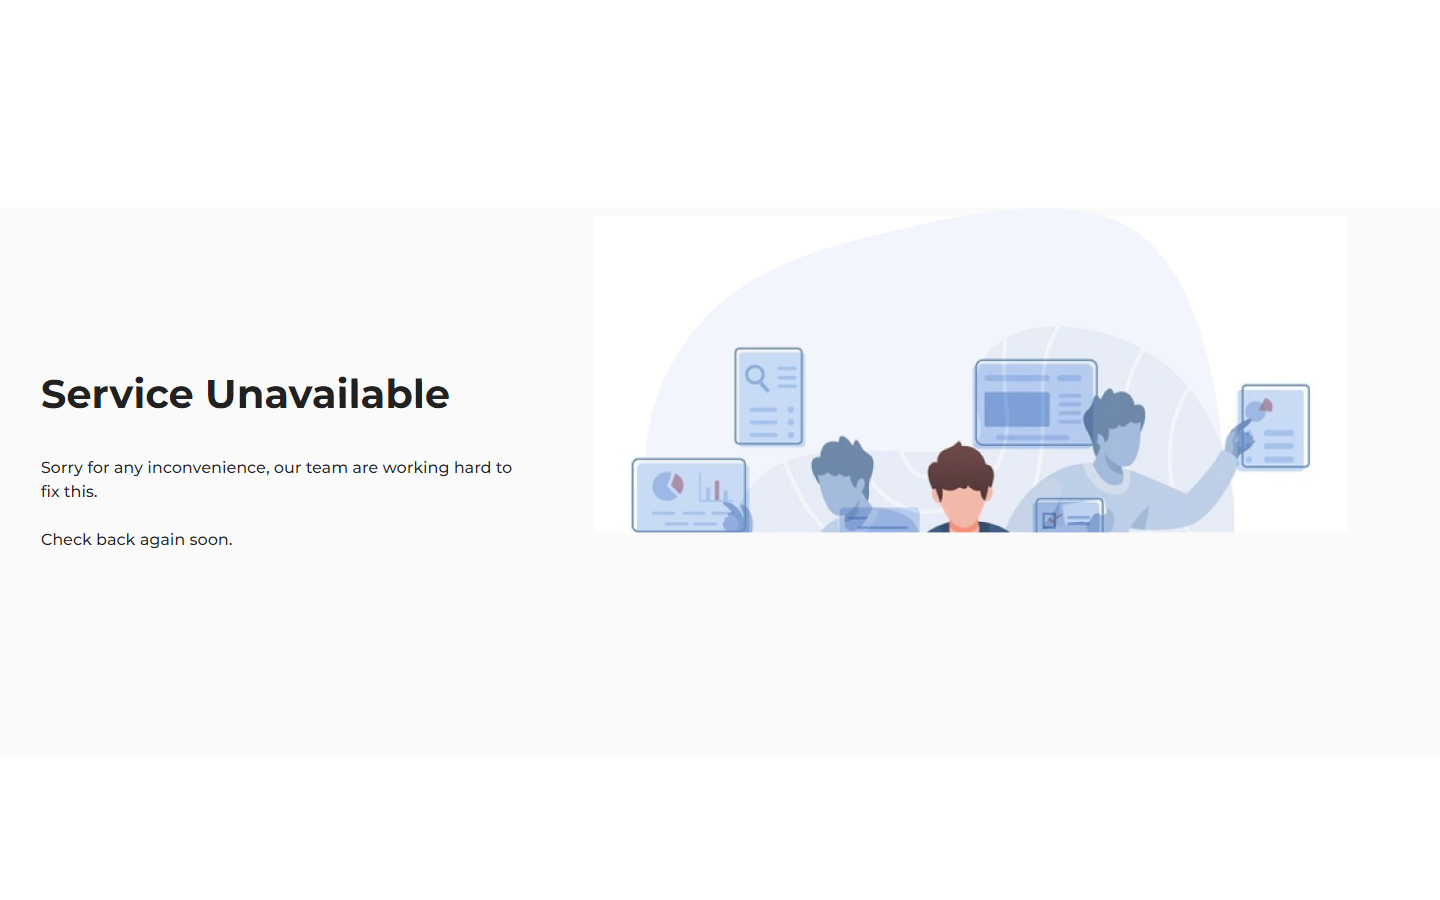 Service Unavailable
Sorry for any inconvenience, our team are working hard to
fix this.
Check back again soon.